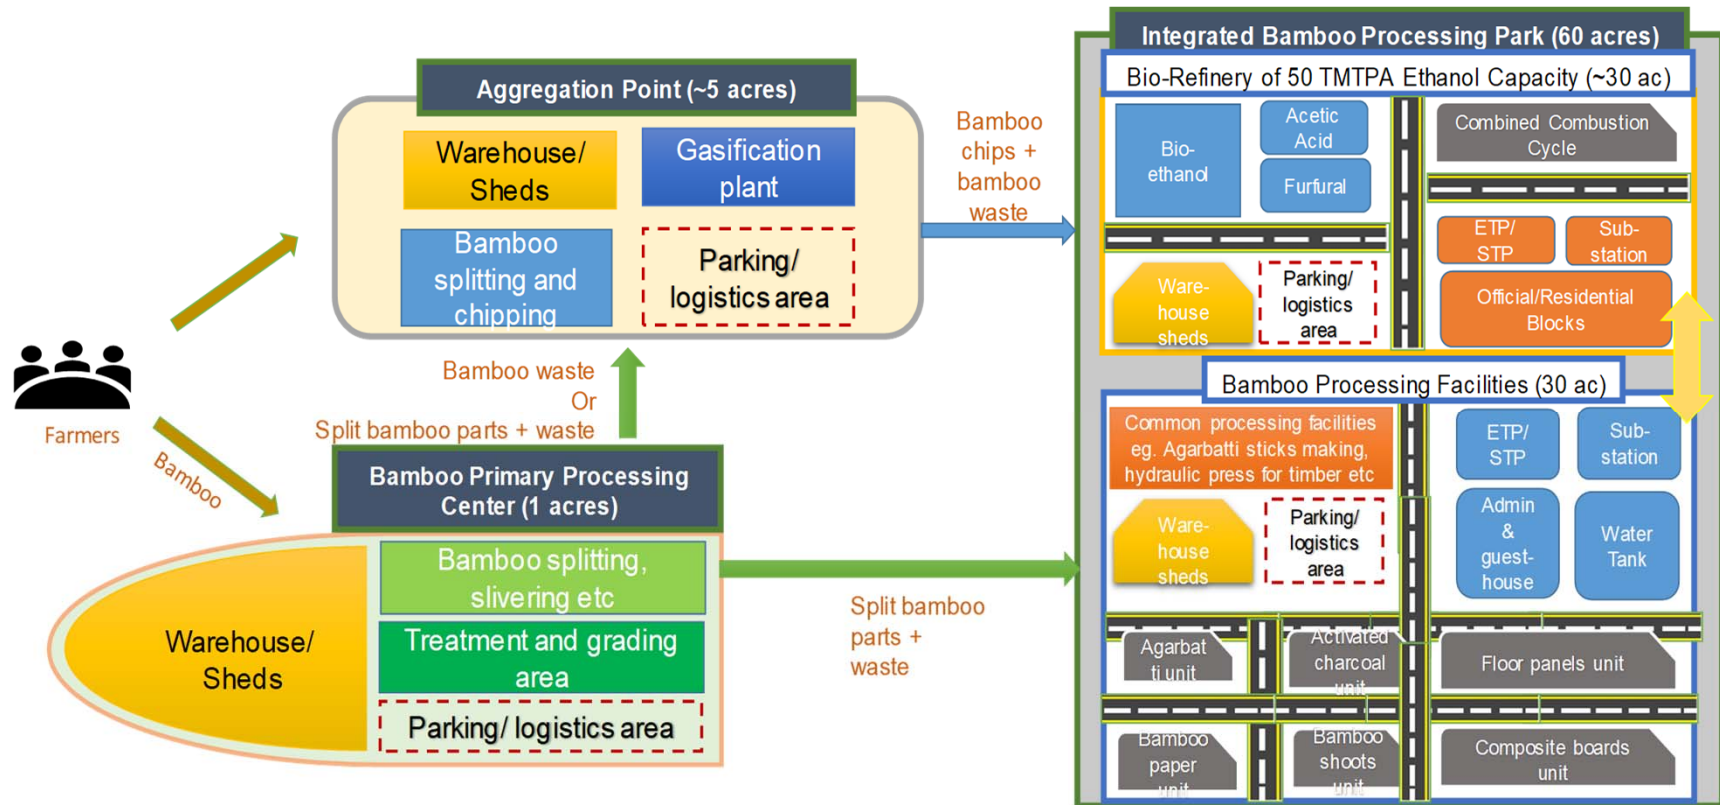 Integrated Bamboo Processing Park (60 acres)
Bio-Refinery of 50 TMTPA Ethanol Capacity (~30 ac)
Aggregation Point (~5 acres)
Warehouse/
Sheds
Gasification
plant
Bamboo
splitting and
chipping
Parking/
logistics area
Bamboo
chips +
bamboo
waste
Bio-
ethanol
Acetic
Acid
Furfural
Combined Combustion
Cycle
ETP/
STP
Sub-
station
Ware-
house
sheds
Parking/
logistics
area
Official/Residential
Blocks
Farmers
Bamboo
Bamboo waste
Or
Split bamboo parts + waste
Bamboo Primary Processing
Center (1 acres)
Warehouse/
Sheds
Bamboo splitting,
slivering etc
Treatment and grading
area
Parking/ logistics area
Split bamboo
parts +
waste
Bamboo Processing Facilities (30 ac)
Common processing facilities
eg. Agarbatti sticks making,
hydraulic press for timber etc
ETP/
STP
Sub-
station
Ware-
house
sheds
Parking/
logistics
area
Admin
&
guest-
house
Water
Tank
Agarbat
ti unit
Activated
charcoal
unit
Floor panels unit
Bamboo
paper
unit
Bamboo
shoots
unit
Composite boards
unit